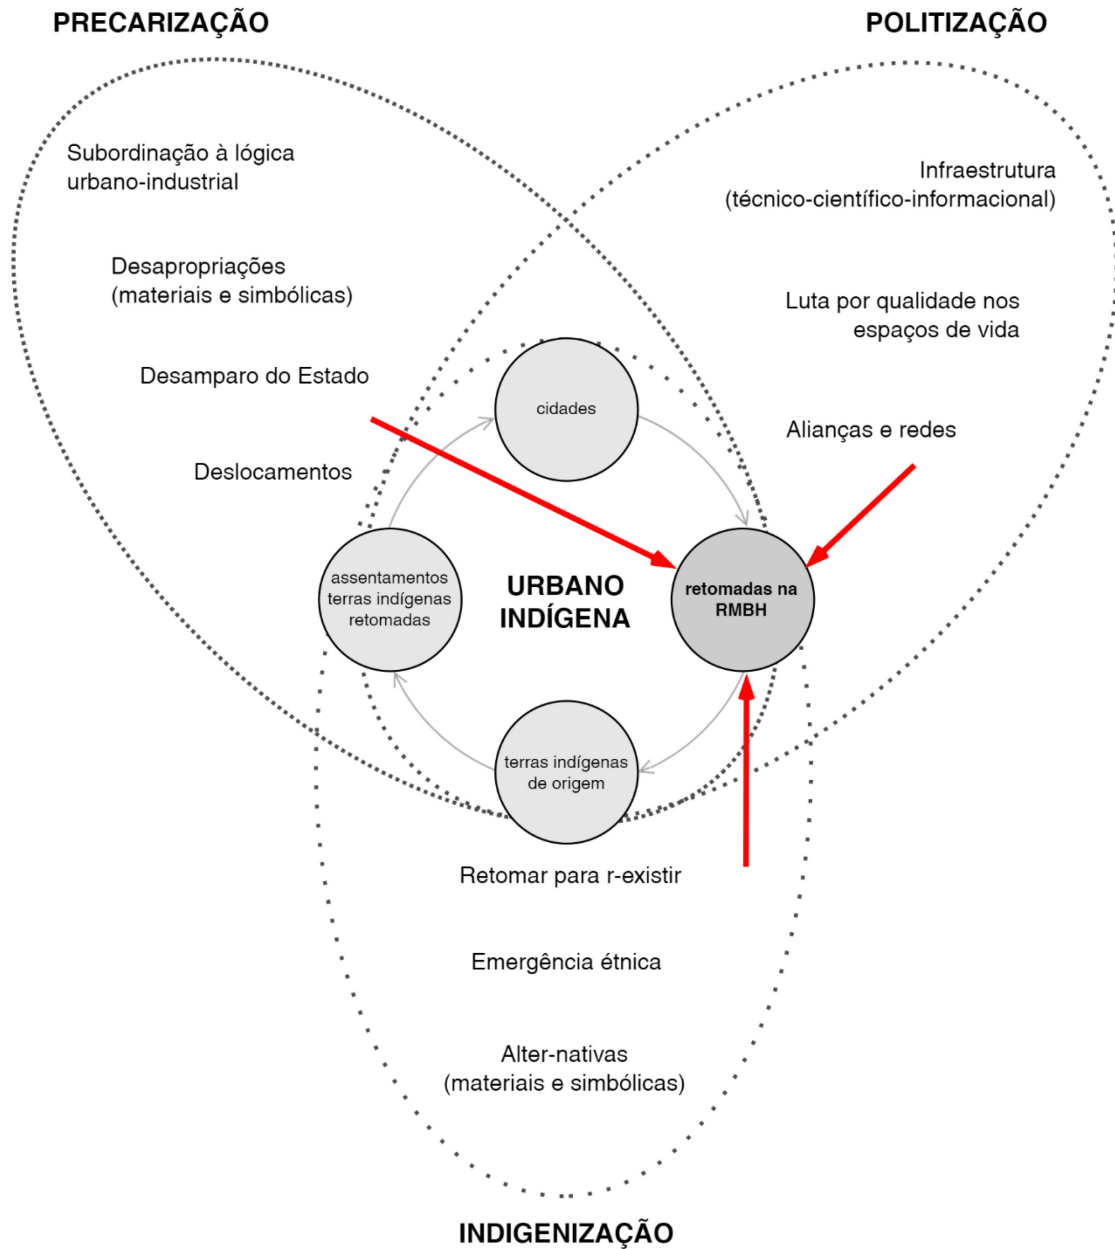 PRECARIZAÇÃO
POLITIZAÇÃO
Subordinação à lógica
urbano-industrial
Infraestrutura
(técnico-científico-informacional)
Desapropriações
(materiais e simbólicas)
Luta por qualidade nos
espaços de vida
Desamparo do Estado
Alianças e redes
Deslocamentos
cidades
assentamentos
terras indígenas
retomadas
URBANO
INDÍGENA
retomadas na
RMBH
terras indígenas
de origem
Retomar para r-existir
Emergência étnica
Alter-nativas
(materiais e simbólicas)
INDIGENIZAÇÃO